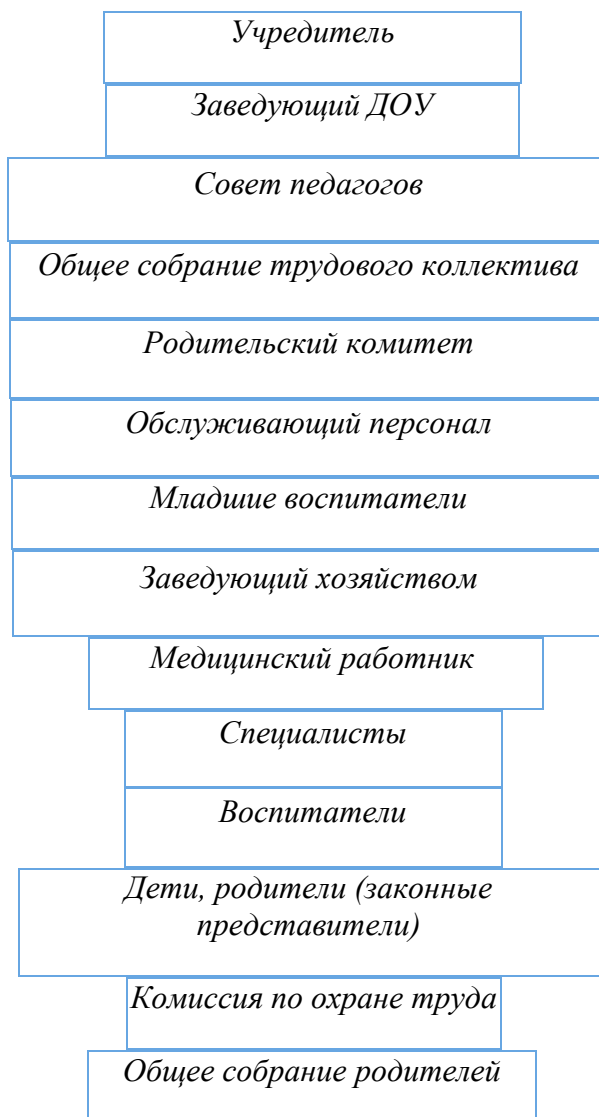 Учредитель
Заведующий ДОУ
Совет педагогов
Общее собрание трудового коллектива
Родительский комитет
Обслуживающий персонал
Младшие воспитатели
Заведующий хозяйством
Медицинский работник
Специалисты
Воспитатели
Дети, родители (законные
представители)
Комиссия по охране труда
Общее собрание родителей